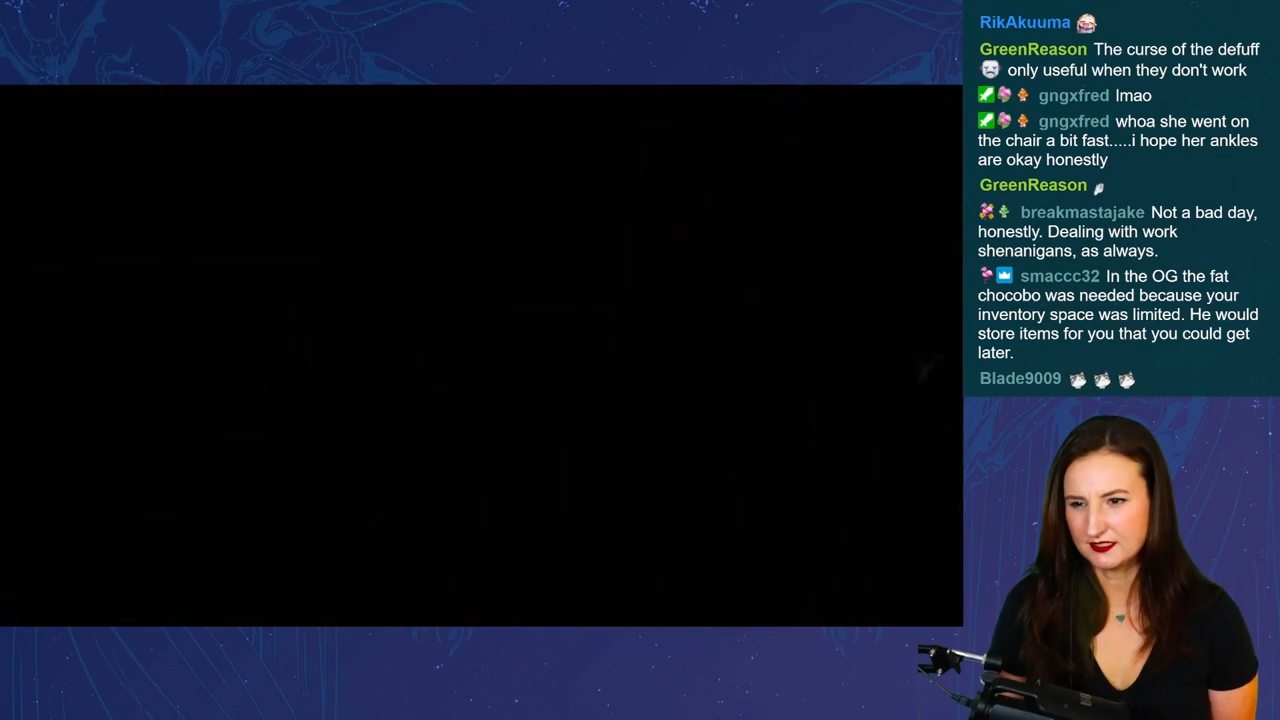 RikAkuuma
GreenReason The curse of the defuff
only useful when they don't work
gngxfred lmao
gngxfred whoa she went on
the chair a bit fast.....i hope her ankles
are okay honestly
GreenReason
breakmastajake Not a bad day,
honestly. Dealing with work
shenanigans, as always.
smaccc32 In the OG the fat
chocobo was needed because your
inventory space was limited. He would
store items for you that you could get
later.
Blade9009